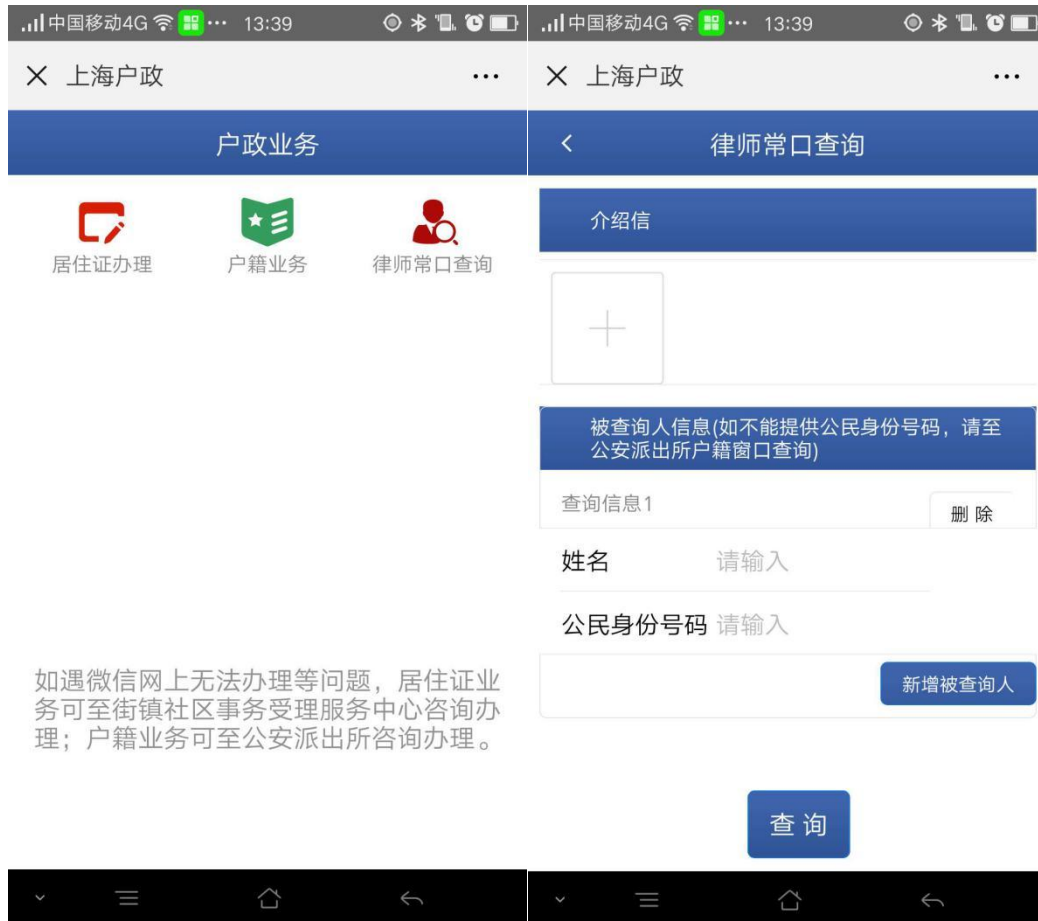 中国移动4G ··· 13:39
上海户政
户政业务
居住证办理 户籍业务 律师常口查询
如遇微信网上无法办理等问题，居住证业
务可至街镇社区事务受理服务中心咨询办
理；户籍业务可至公安派出所咨询办理。
中国移动4G ··· 13:39
上海户政
律师常口查询
介绍信
被查询人信息(如不能提供公民身份号码，请至
公安派出所户籍窗口查询)
查询信息1 删 除
姓名 请输入
公民身份号码 请输入
新增被查询人
查 询